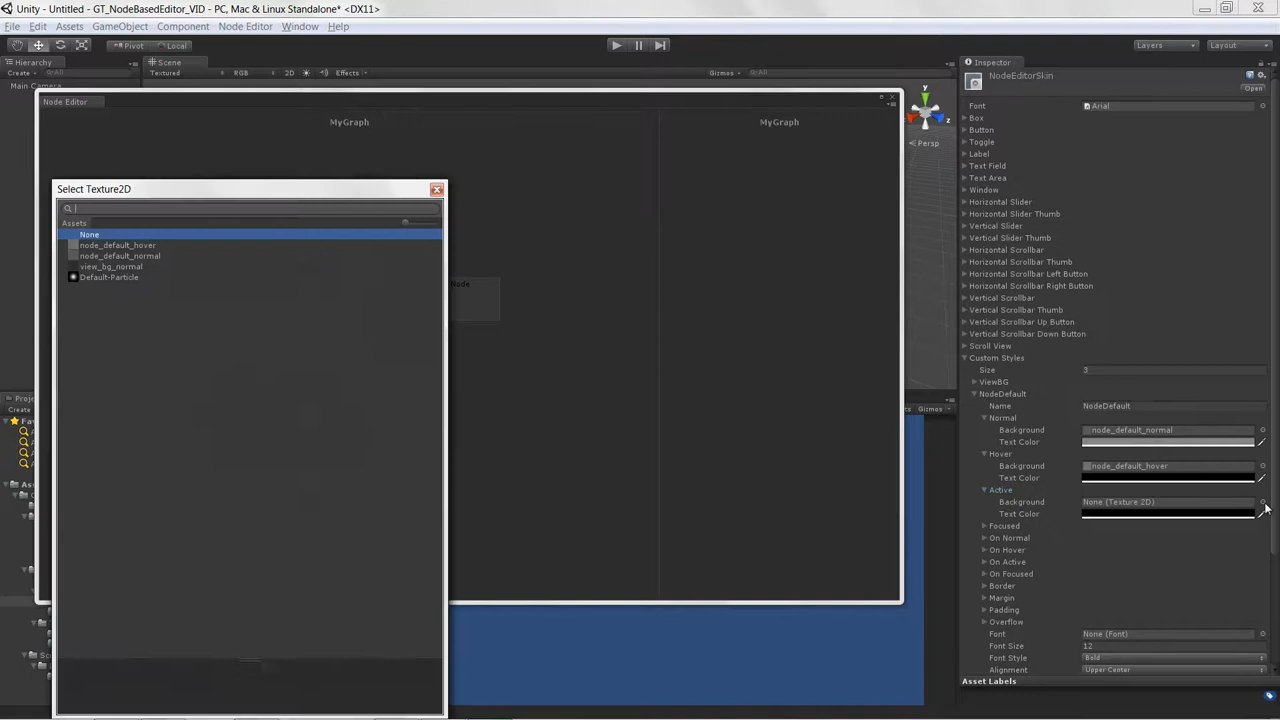 Unity - Untitled - GT_NodeBasedEditor_VID - PC, Mac & Linux Standalone* <DX11>
File Edit Assets GameObject Component Node Editor Window Help
Pivot Local
Layers Layout
Hierarchy
Create All
Main Camera
Scene
Textured RGB 2D Effects Gizmos All
Node Editor
MyGraph
MyGraph
Node
Persp
Select Texture2D
Assets
None
node_default_hover
node_default_normal
view_bg_normal
Default-Particle
Create
Gizmos
Inspector
NodeEditorSkin
Open
Font Arial
Box
Button
Toggle
Label
Text Field
Text Area
Window
Horizontal Slider
Horizontal Slider Thumb
Vertical Slider
Vertical Slider Thumb
Horizontal Scrollbar
Horizontal Scrollbar Thumb
Horizontal Scrollbar Left Button
Horizontal Scrollbar Right Button
Vertical Scrollbar
Vertical Scrollbar Thumb
Vertical Scrollbar Up Button
Vertical Scrollbar Down Button
Scroll View
Custom Styles
Size 3
ViewBG
NodeDefault
Name NodeDefault
Normal
Background node_default_normal
Text Color
Hover
Background node_default_hover
Text Color
Active
Background None (Texture 2D)
Text Color
Focused
On Normal
On Hover
On Active
On Focused
Border
Margin
Padding
Overflow
Font None (Font)
Font Size 12
Font Style Bold
Alignment Upper Center
Asset Labels